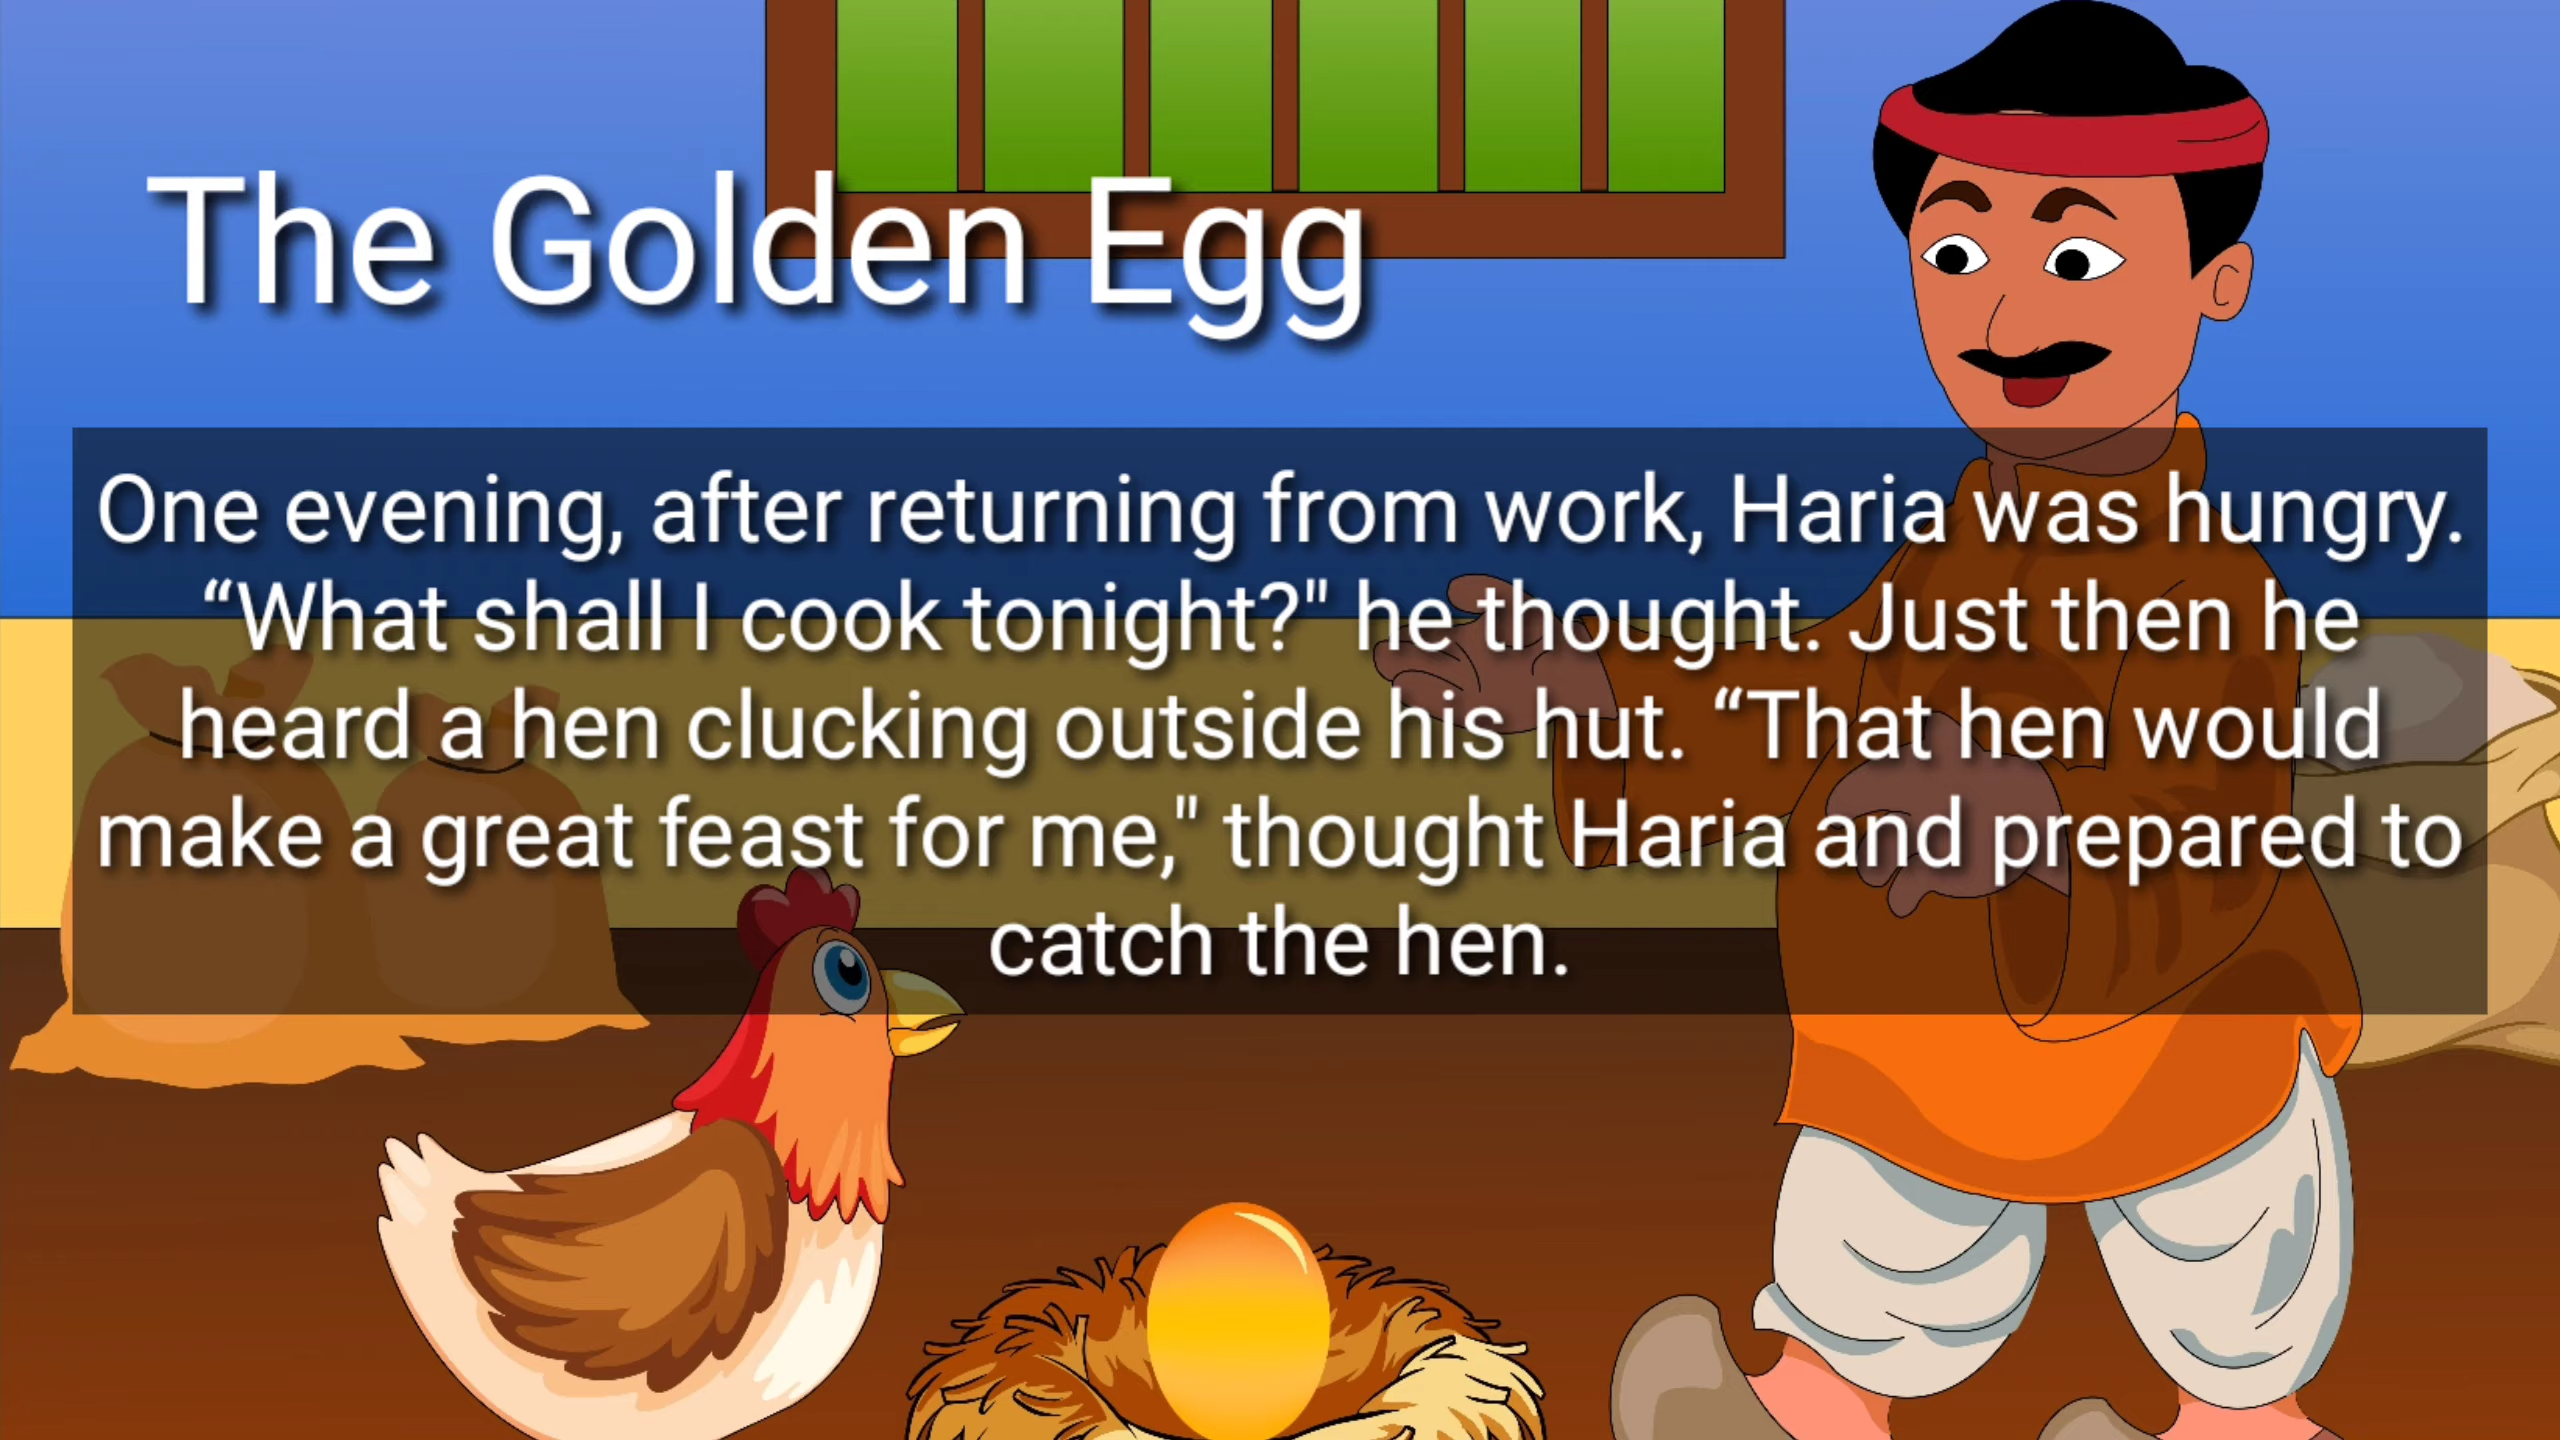 The Golden Egg
One evening, after returning from work, Haria was hungry.
“What shall I cook tonight?" he thought. Just then he
heard a hen clucking outside his hut. “That hen would
make a great feast for me," thought Haria and prepared to
catch the hen.